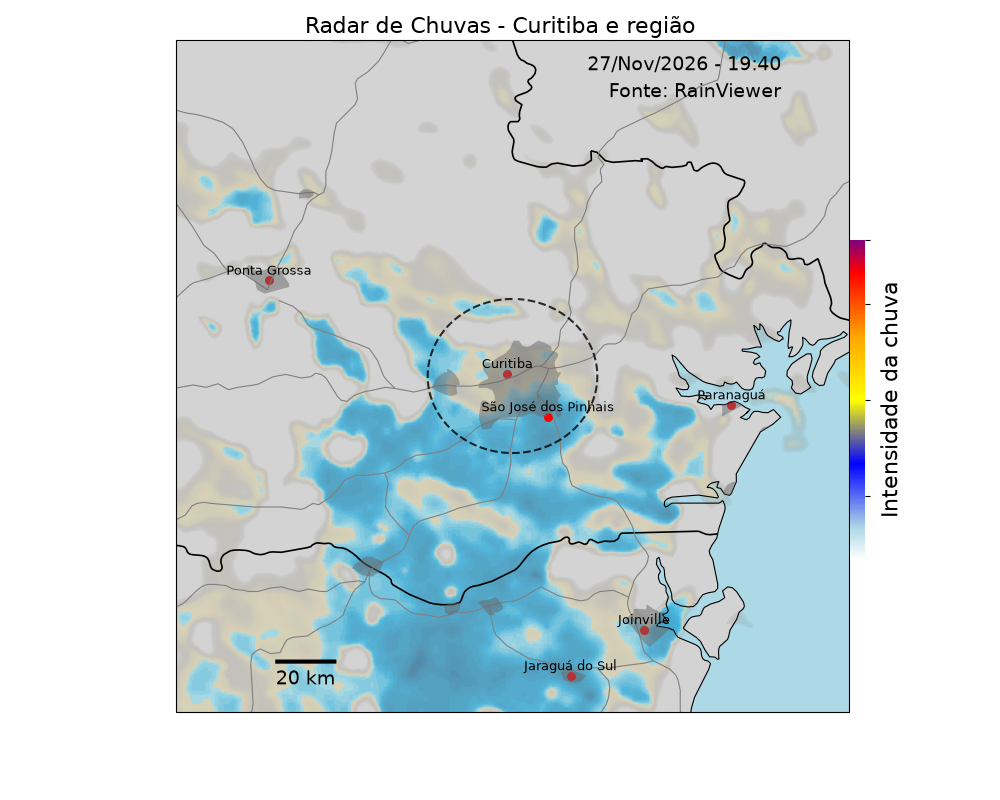 Radar de Chuvas - Curitiba e região
27/Nov/2026 - 19:40
Fonte: RainViewer
Ponta Grossa
Curitiba
São José dos Pinhais
Paranaguá
Joinville
Jaraguá do Sul
20 km
Intensidade da chuva